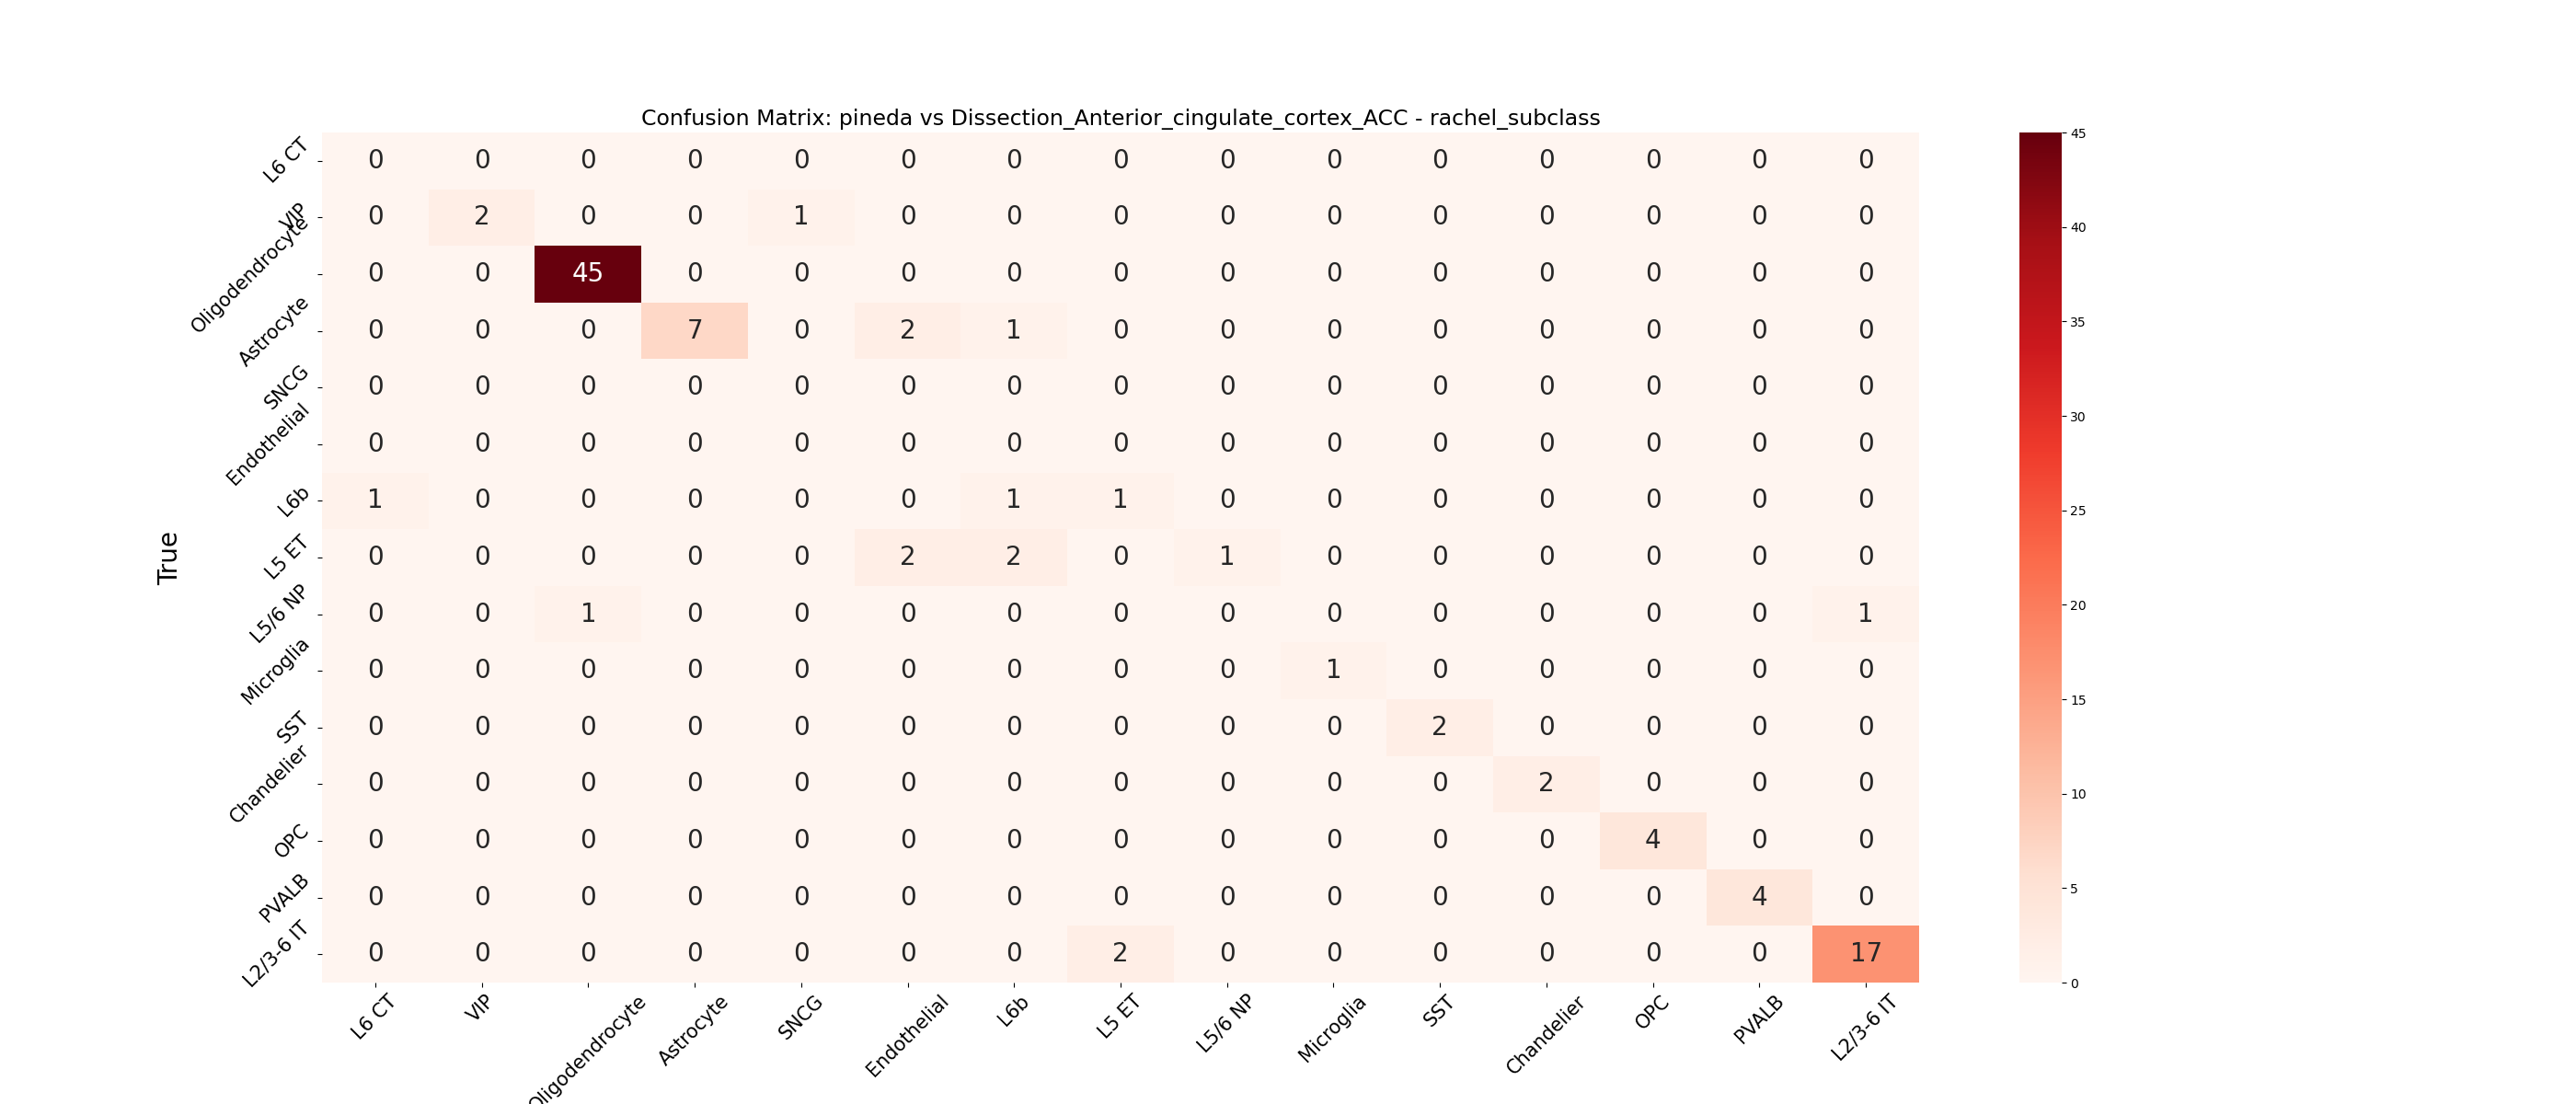 Confusion Matrix: pineda vs Dissection_Anterior_cingulate_cortex_ACC - rachel_subclass
L6 CT 0 0 0 0 0 0 0 0 0 0 0 0 0 0 0
VIP 0 2 0 0 1 0 0 0 0 0 0 0 0 0 0
Oligodendrocyte 0 0 45 0 0 0 0 0 0 0 0 0 0 0 0
Astrocyte 0 0 0 7 0 2 1 0 0 0 0 0 0 0 0
SNCG 0 0 0 0 0 0 0 0 0 0 0 0 0 0 0
Endothelial 0 0 0 0 0 0 0 0 0 0 0 0 0 0 0
L6b 1 0 0 0 0 0 1 1 0 0 0 0 0 0 0
L5 ET 0 0 0 0 0 2 2 0 1 0 0 0 0 0 0
L5/6 NP 0 0 1 0 0 0 0 0 0 0 0 0 0 0 1
Microglia 0 0 0 0 0 0 0 0 0 1 0 0 0 0 0
SST 0 0 0 0 0 0 0 0 0 0 2 0 0 0 0
Chandelier 0 0 0 0 0 0 0 0 0 0 0 2 0 0 0
OPC 0 0 0 0 0 0 0 0 0 0 0 0 4 0 0
PVALB 0 0 0 0 0 0 0 0 0 0 0 0 0 4 0
L2/3-6 IT 0 0 0 0 0 0 0 2 0 0 0 0 0 0 17
True
L6 CT VIP Oligodendrocyte Astrocyte SNCG Endothelial L6b L5 ET L5/6 NP Microglia SST Chandelier OPC PVALB L2/3-6 IT
45
40
35
30
25
20
15
10
5
0